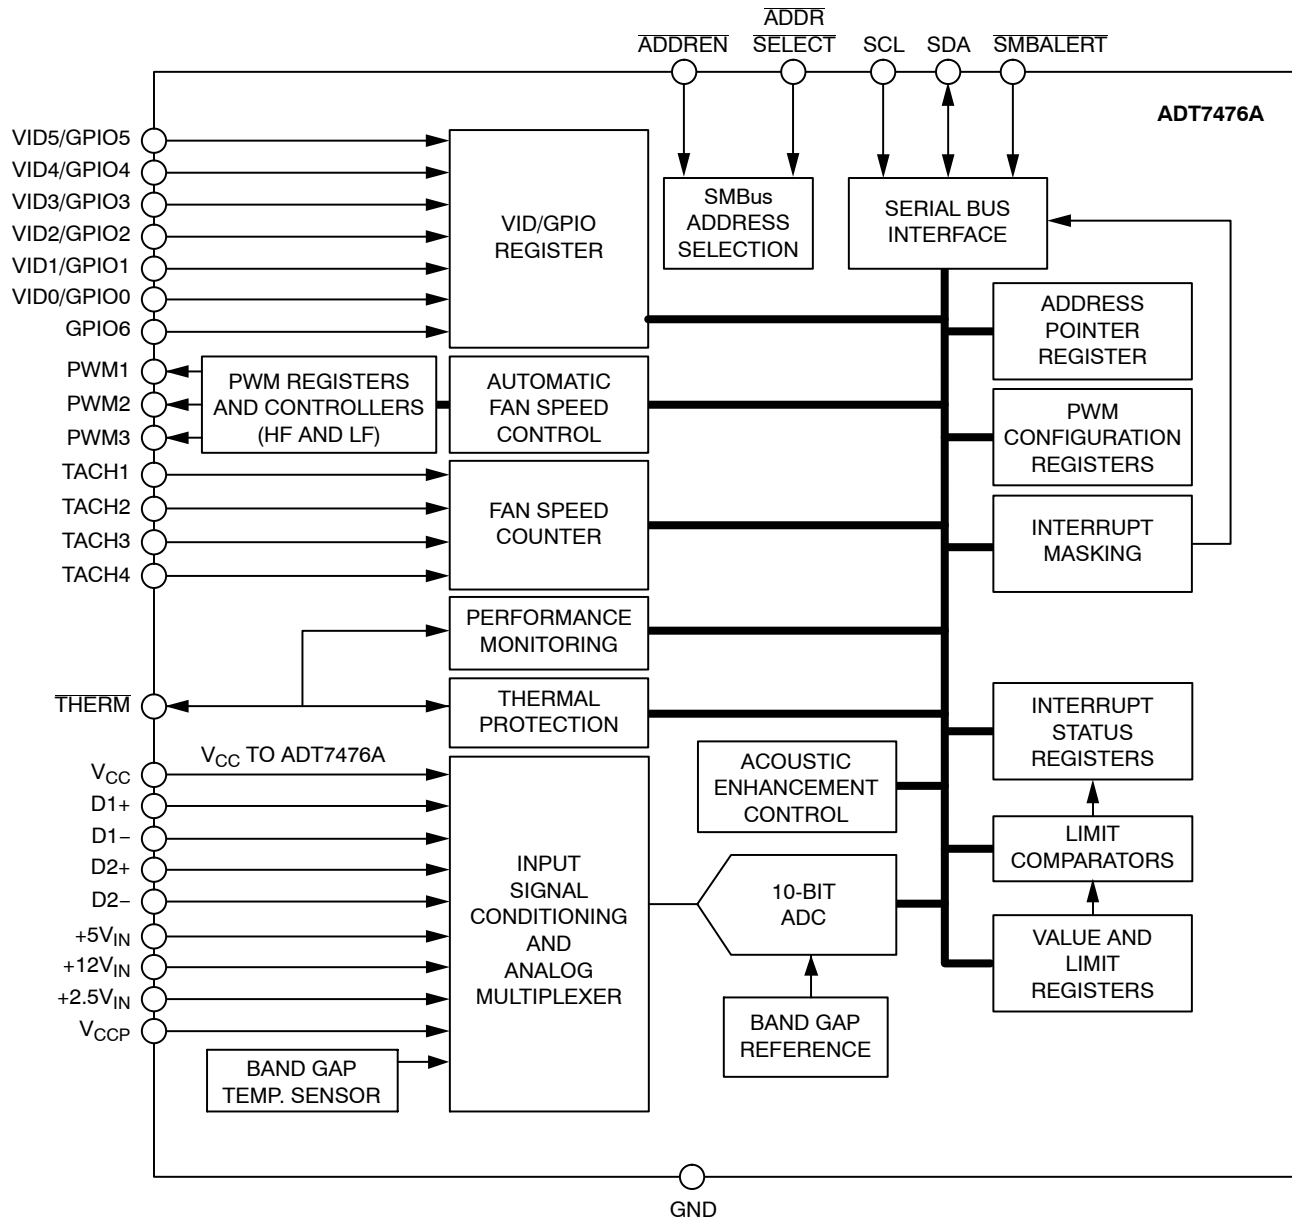 ADDR
ADDREN SELECT SCL SDA SMBALERT
ADT7476A
VID5/GPIO5
VID4/GPIO4
VID3/GPIO3
VID2/GPIO2
VID1/GPIO1
VID0/GPIO0
GPIO6
VID/GPIO
REGISTER
SMBus
ADDRESS
SELECTION
SERIAL BUS
INTERFACE
ADDRESS
POINTER
REGISTER
PWM1
PWM2
PWM3
PWM REGISTERS
AND CONTROLLERS
(HF AND LF)
AUTOMATIC
FAN SPEED
CONTROL
PWM
CONFIGURATION
REGISTERS
TACH1
TACH2
TACH3
TACH4
FAN SPEED
COUNTER
INTERRUPT
MASKING
PERFORMANCE
MONITORING
THERM
THERMAL
PROTECTION
INTERRUPT
STATUS
REGISTERS
VCC TO ADT7476A
VCC
D1+
D1−
D2+
D2−
+5VIN
+12VIN
+2.5VIN
VCCP
INPUT
SIGNAL
CONDITIONING
AND
ANALOG
MULTIPLEXER
ACOUSTIC
ENHANCEMENT
CONTROL
LIMIT
COMPARATORS
10-BIT
ADC
VALUE AND
LIMIT
REGISTERS
BAND GAP
REFERENCE
BAND GAP
TEMP. SENSOR
GND